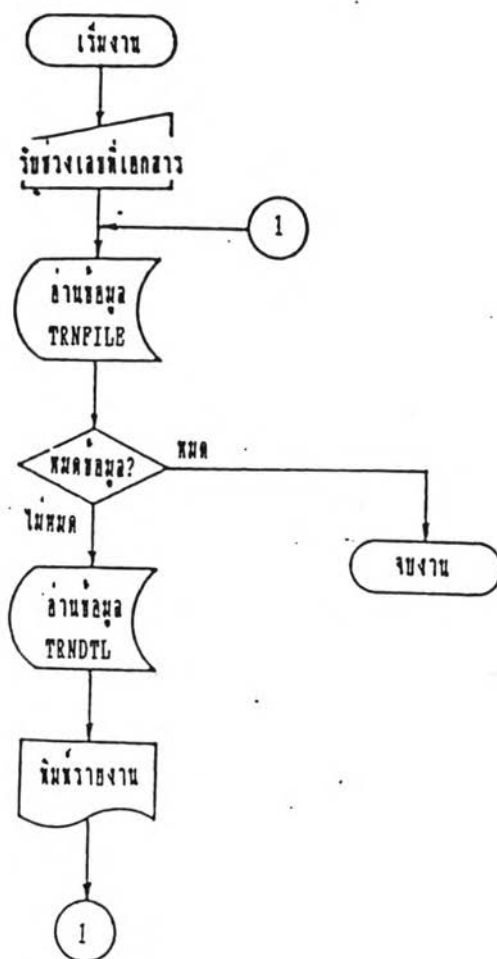 เริ่มงาน
รับช่วงเลขที่เอกสาร
1
อ่านข้อมูล
TRNFILE
หมดข้อมูล?
หมด
ไม่หมด
จบงาน
อ่านข้อมูล
TRNDTL
พิมพ์รายงาน
1